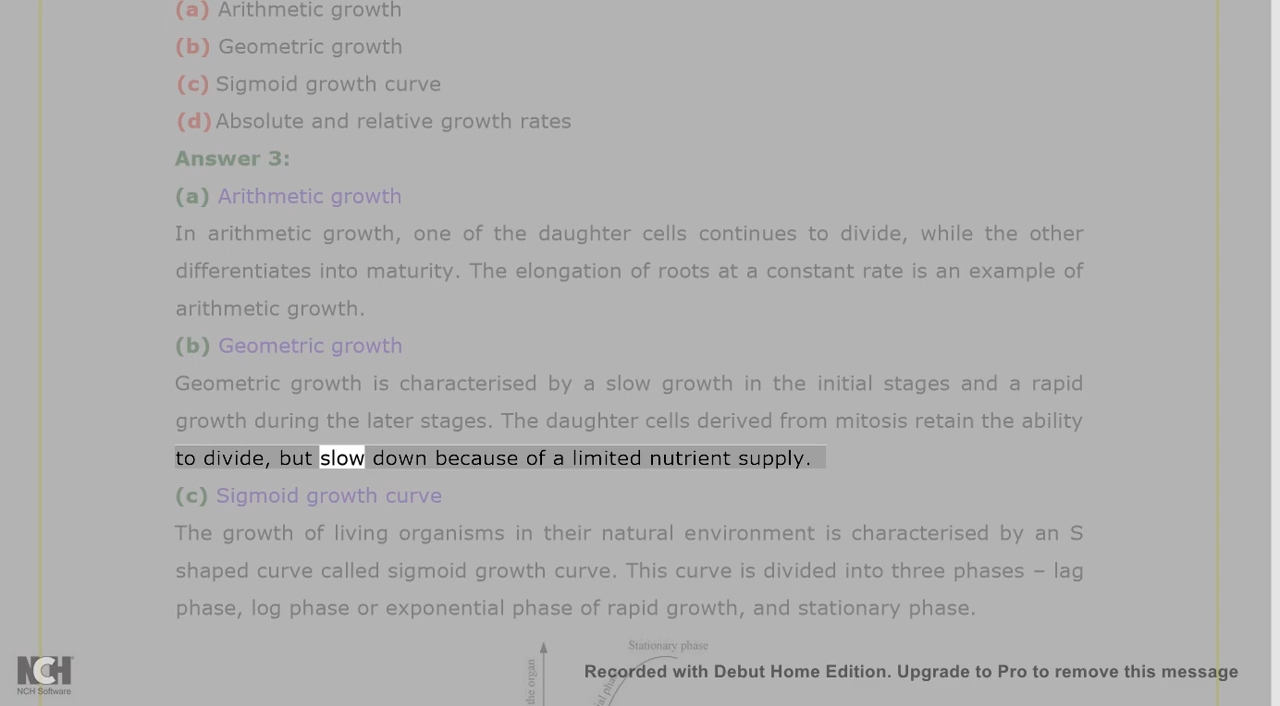 (a) Arithmetic growth
(b) Geometric growth
(c) Sigmoid growth curve
(d) Absolute and relative growth rates
Answer 3:
(a) Arithmetic growth
In arithmetic growth, one of the daughter cells continues to divide, while the other
differentiates into maturity. The elongation of roots at a constant rate is an example of
arithmetic growth.
(b) Geometric growth
Geometric growth is characterised by a slow growth in the initial stages and a rapid
growth during the later stages. The daughter cells derived from mitosis retain the ability
to divide, but slow down because of a limited nutrient supply.
(c) Sigmoid growth curve
The growth of living organisms in their natural environment is characterised by an S
shaped curve called sigmoid growth curve. This curve is divided into three phases – lag
phase, log phase or exponential phase of rapid growth, and stationary phase.
Stationary phase
the organ
Recorded with Debut Home Edition. Upgrade to Pro to remove this message
NCH
NCH Software